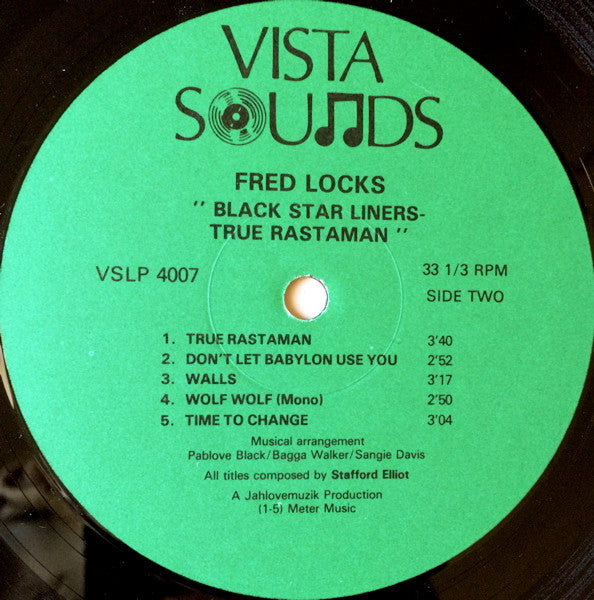 VISTA
SOUNDS
FRED LOCKS
" BLACK STAR LINERS-
TRUE RASTAMAN "
VSLP 4007
33 1/3 RPM
SIDE TWO
1. TRUE RASTAMAN 3'40
2. DON'T LET BABYLON USE YOU 2'52
3. WALLS 3'17
4. WOLF WOLF (Mono) 2'50
5. TIME TO CHANGE 3'04
Musical arrangement
Pablove Black/Bagga Walker/Sangie Davis
All titles composed by Stafford Elliot
A Jahlovemuzik Production
(1-5) Meter Music